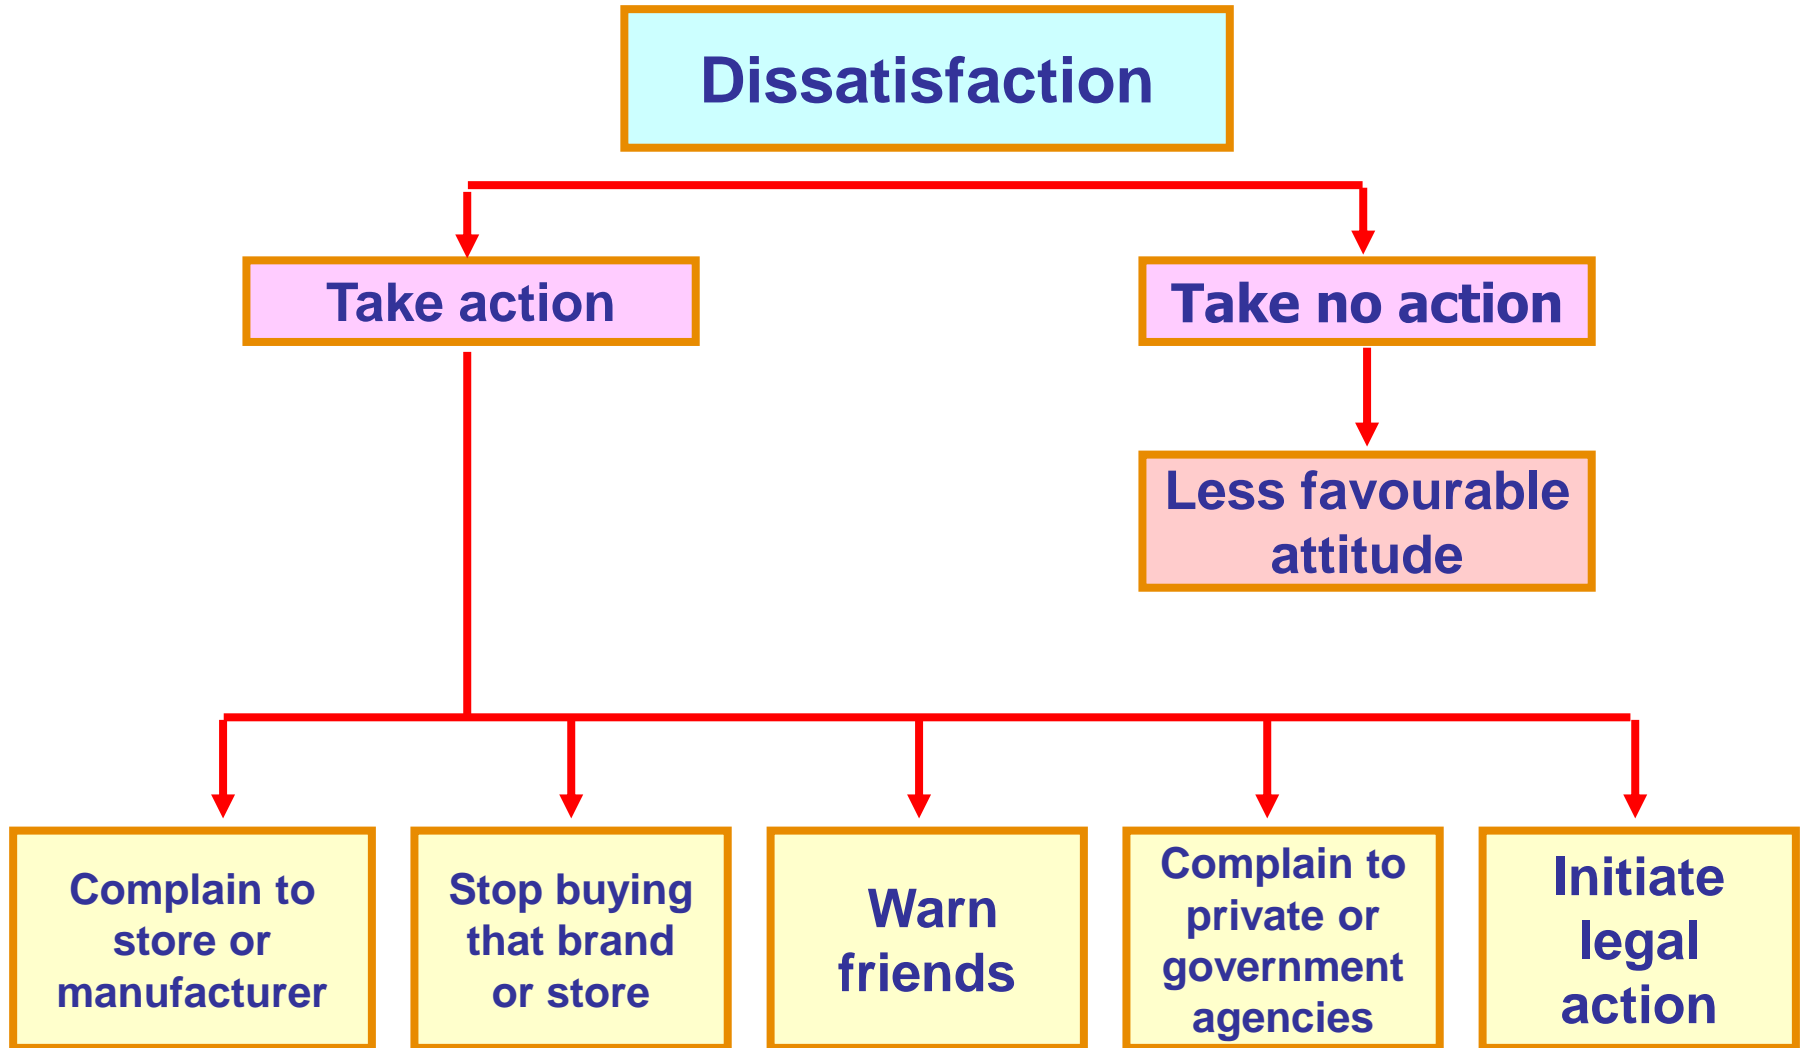 Dissatisfaction
Take action
Take no action
Less favourable
attitude
Complain to
store or
manufacturer
Stop buying
that brand
or store
Warn
friends
Complain to
private or
government
agencies
Initiate
legal
action